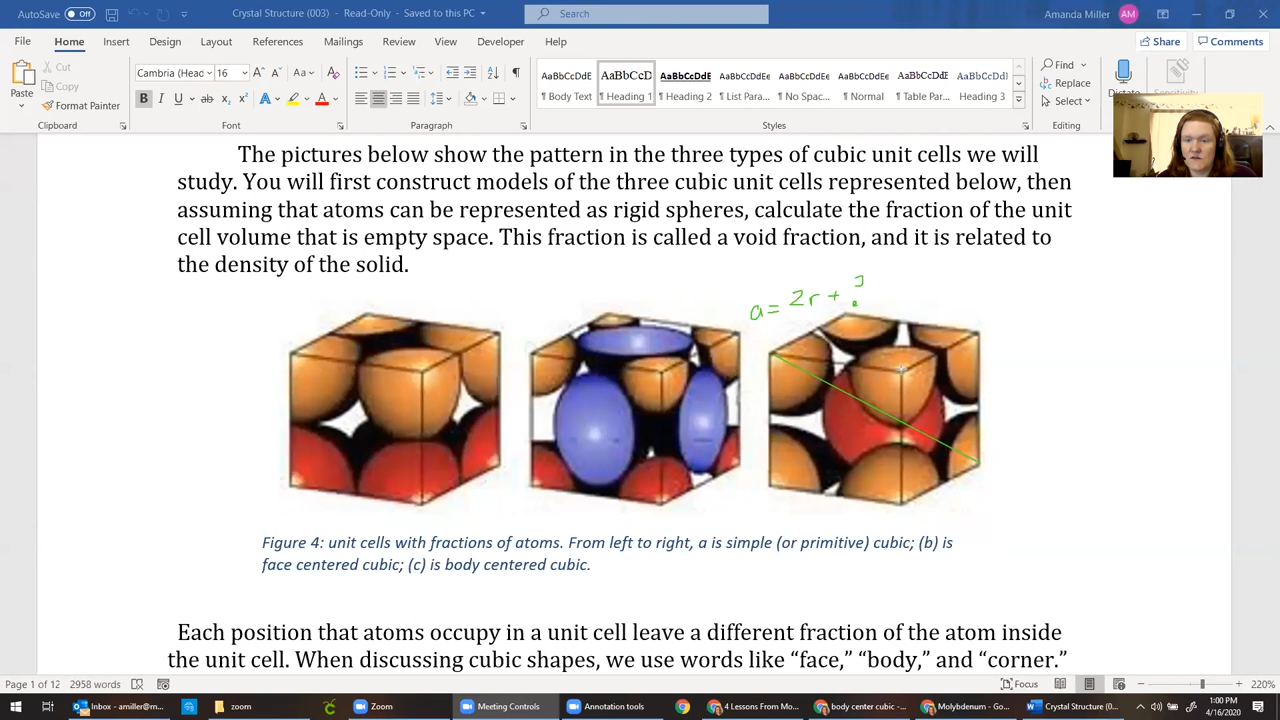 AutoSave Off Crystal Structure (04) - Saved to this PC Search Amanda Miller AM
File Home Insert Design Layout References Mailings Review View Developer Help Share Comments
Cut
Copy
Format Painter
Paste
Cambria (Head 16
AaBbCcDdE AaBbCcD AaBbCcDdE AaBbCcDdEe AaBbCcDdEe AaBbCcDdEe AaBbCcDdE AaBbCcDdI
¶ Body Text ¶ Heading 1 ¶ Heading 2 ¶ List Para... ¶ No Spac... ¶ Normal ¶ Table Par... Heading 3
Find
Replace
Select
Dictate
Sensitivity
Clipboard Font Paragraph Styles Editing
The pictures below show the pattern in the three types of cubic unit cells we will
study. You will first construct models of the three cubic unit cells represented below, then
assuming that atoms can be represented as rigid spheres, calculate the fraction of the unit
cell volume that is empty space. This fraction is called a void fraction, and it is related to
the density of the solid.
a = 2r + ?
Figure 4: unit cells with fractions of atoms. From left to right, a is simple (or primitive) cubic; (b) is
face centered cubic; (c) is body centered cubic.
Each position that atoms occupy in a unit cell leave a different fraction of the atom inside
the unit cell. When discussing cubic shapes, we use words like “face,” “body,” and “corner.”
Page 1 of 12 2958 words Focus 220%
Inbox - amiller@m... zoom Zoom Meeting Controls Annotation tools 4 Lessons From Mo... body center cubic - ... Molybdenum - Go... Crystal Structure (0... 1:00 PM
4/16/2020